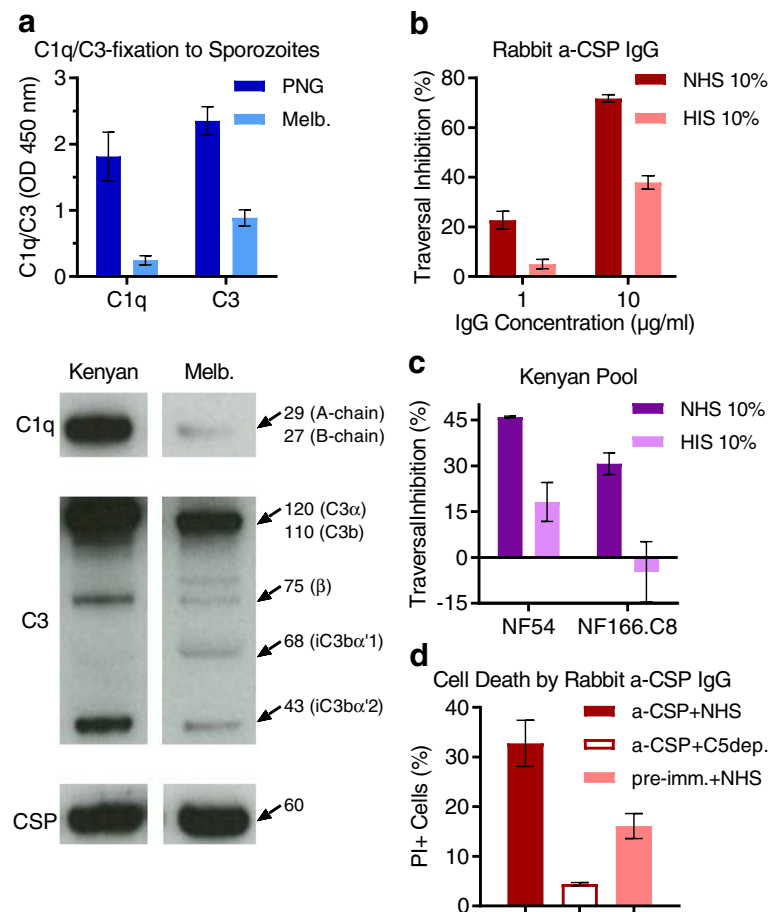 a
C1q/C3-fixation to Sporozoites
C1q/C3 (OD 450 nm)
3
2
1
0
PNG
Melb.
C1q
C3
Kenyan
Melb.
C1q
29 (A-chain)
27 (B-chain)
C3
120 (C3α)
110 (C3b)
75 (β)
68 (iC3bα'1)
43 (iC3bα'2)
CSP
60
b
Rabbit a-CSP IgG
Traversal Inhibition (%)
80
60
40
20
0
NHS 10%
HIS 10%
1
10
IgG Concentration (μg/ml)
c
Kenyan Pool
TraversalInhibition (%)
45
30
15
0
-15
NHS 10%
HIS 10%
NF54
NF166.C8
d
Cell Death by Rabbit a-CSP IgG
PI+ Cells (%)
40
30
20
10
0
a-CSP+NHS
a-CSP+C5dep.
pre-imm.+NHS